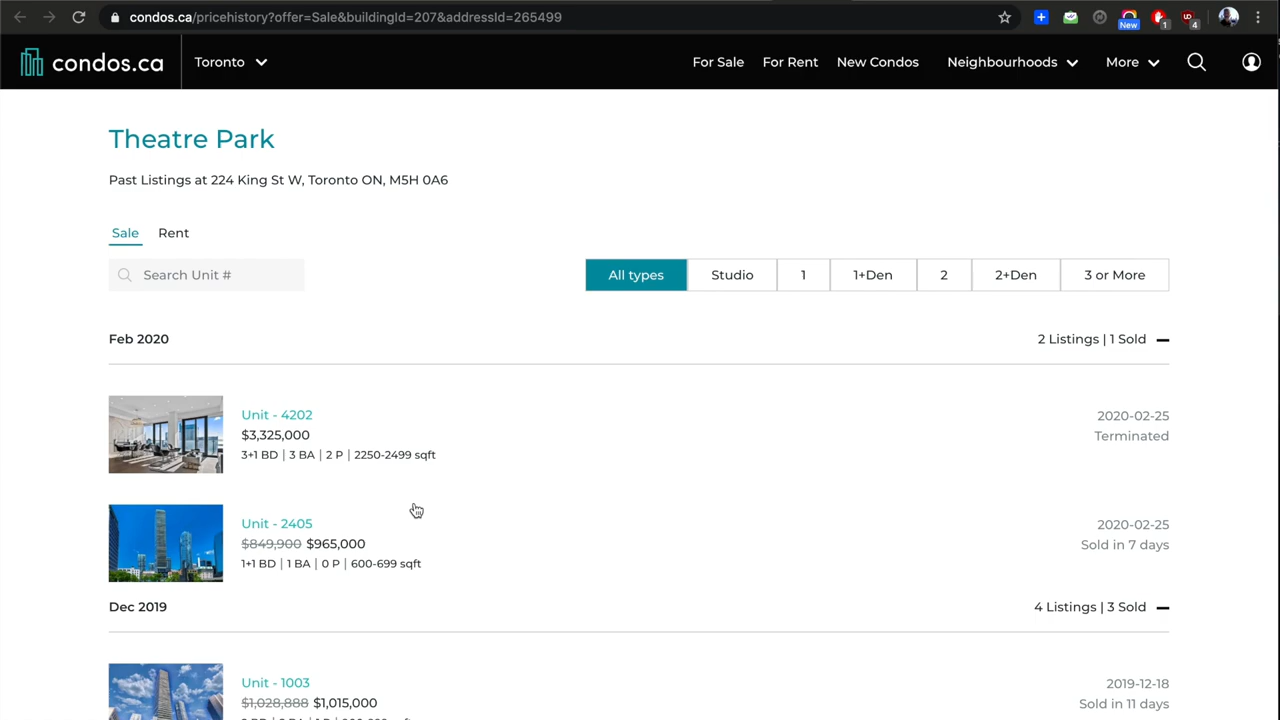 condos.ca/pricehistory?offer=Sale&buildingId=207&addressId=265499
New
1
4
condos.ca
Toronto
For Sale
For Rent
New Condos
Neighbourhoods
More
Theatre Park
Past Listings at 224 King St W, Toronto ON, M5H 0A6
Sale
Rent
Search Unit #
All types
Studio
1
1+Den
2
2+Den
3 or More
Feb 2020
2 Listings | 1 Sold
Unit - 4202
2020-02-25
$3,325,000
Terminated
3+1 BD | 3 BA | 2 P | 2250-2499 sqft
Unit - 2405
2020-02-25
$849,900 $965,000
Sold in 7 days
1+1 BD | 1 BA | 0 P | 600-699 sqft
Dec 2019
4 Listings | 3 Sold
Unit - 1003
2019-12-18
$1,028,888 $1,015,000
Sold in 11 days